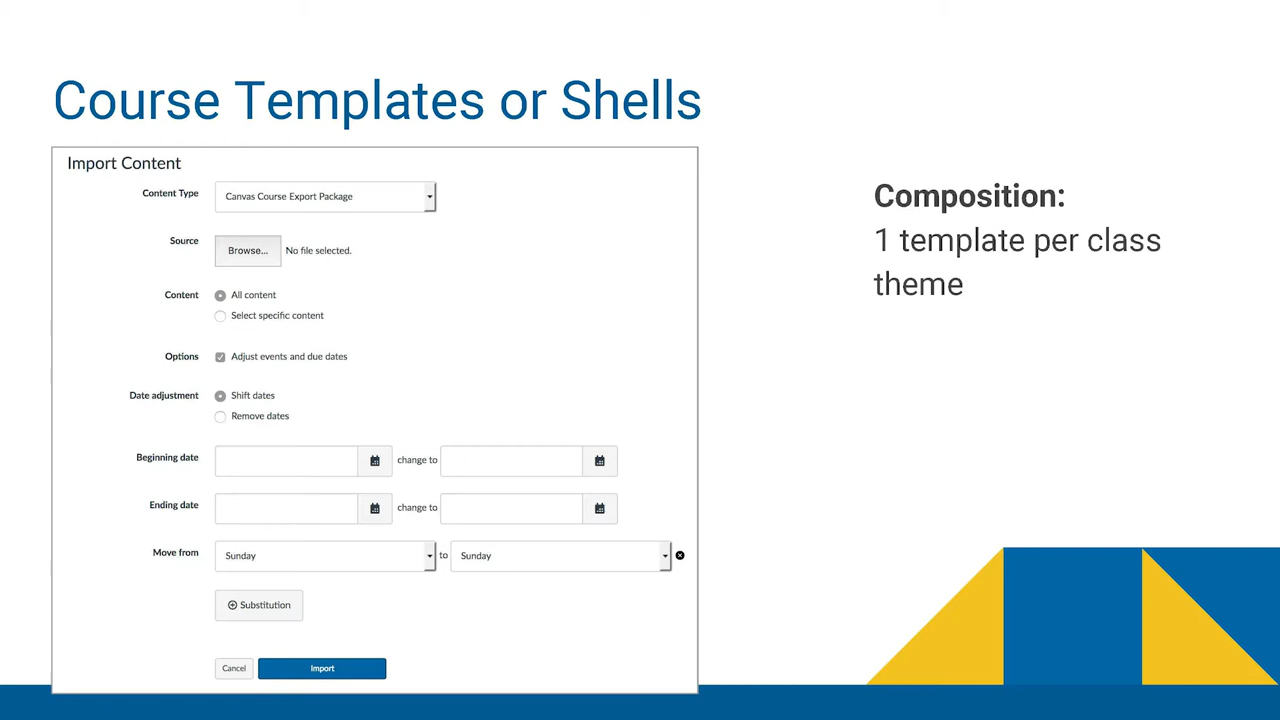 Course Templates or Shells
Import Content
Content Type Canvas Course Export Package
Source Browse... No file selected.
Content All content
Select specific content
Options Adjust events and due dates
Date adjustment Shift dates
Remove dates
Beginning date change to
Ending date change to
Move from Sunday to Sunday
Substitution
Cancel Import
Composition:
1 template per class
theme